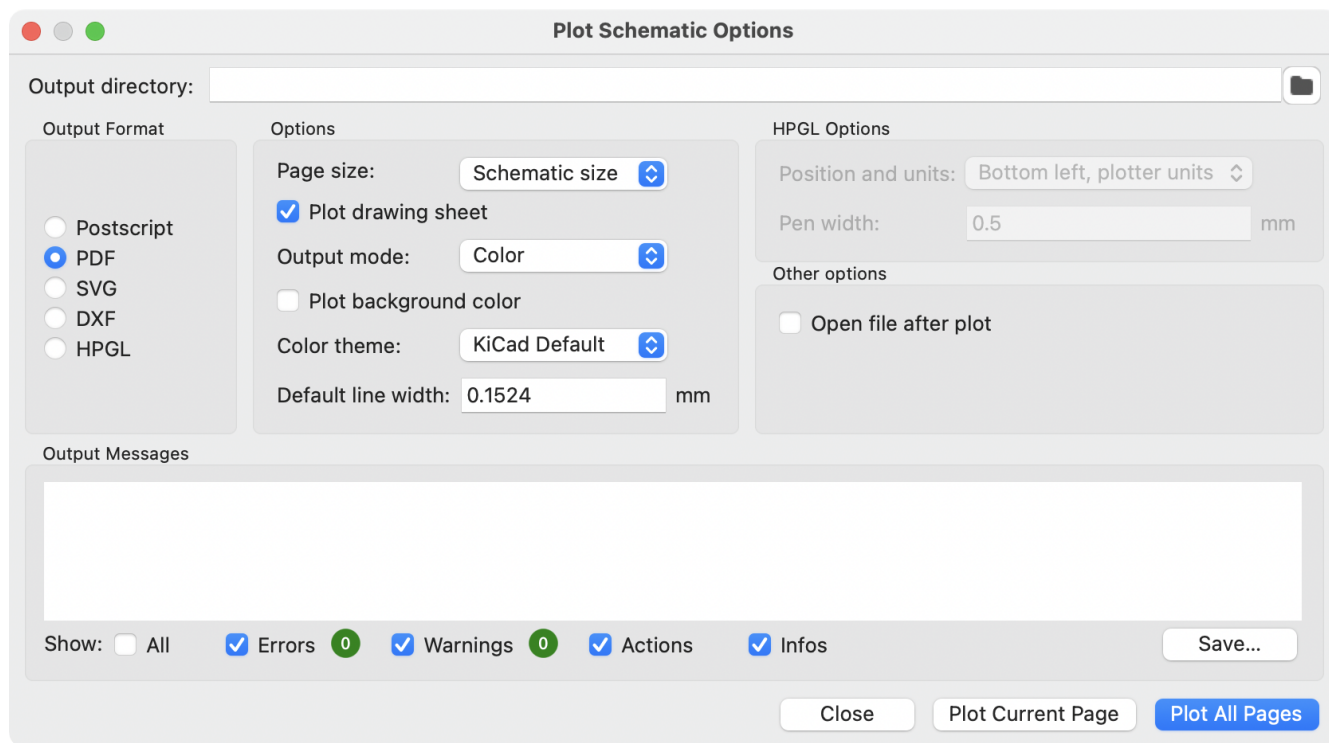 Plot Schematic Options
Output directory:
Output Format
Postscript
PDF
SVG
DXF
HPGL
Options
Page size: Schematic size
Plot drawing sheet
Output mode: Color
Plot background color
Color theme: KiCad Default
Default line width: 0.1524 mm
HPGL Options
Position and units: Bottom left, plotter units
Pen width: 0.5 mm
Other options
Open file after plot
Output Messages
Show: All Errors 0 Warnings 0 Actions Infos Save...
Close Plot Current Page Plot All Pages